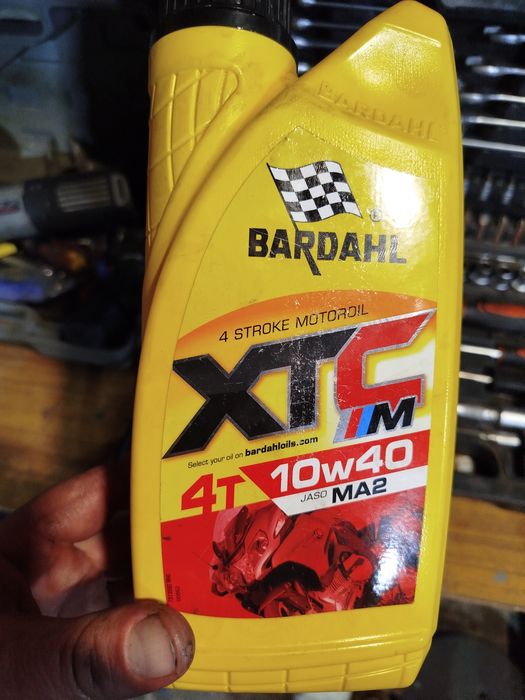 BARDAHL
BARDAHL
4 STROKE MOTOROIL
XTC
M
Select your oil on bardahloils.com
4T 10W40
JASO MA2